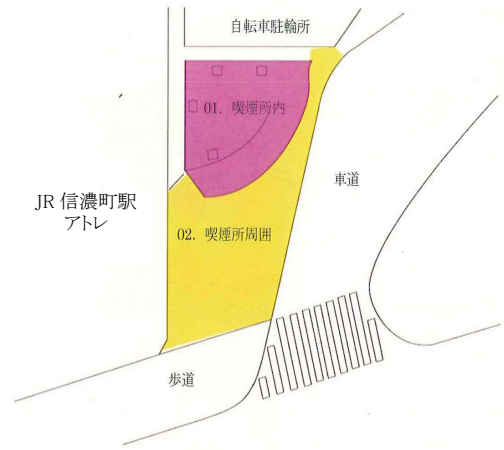 自転車駐輪所
01. 喫煙所内
車道
JR 信濃町駅
アトレ
02. 喫煙所周囲
歩道